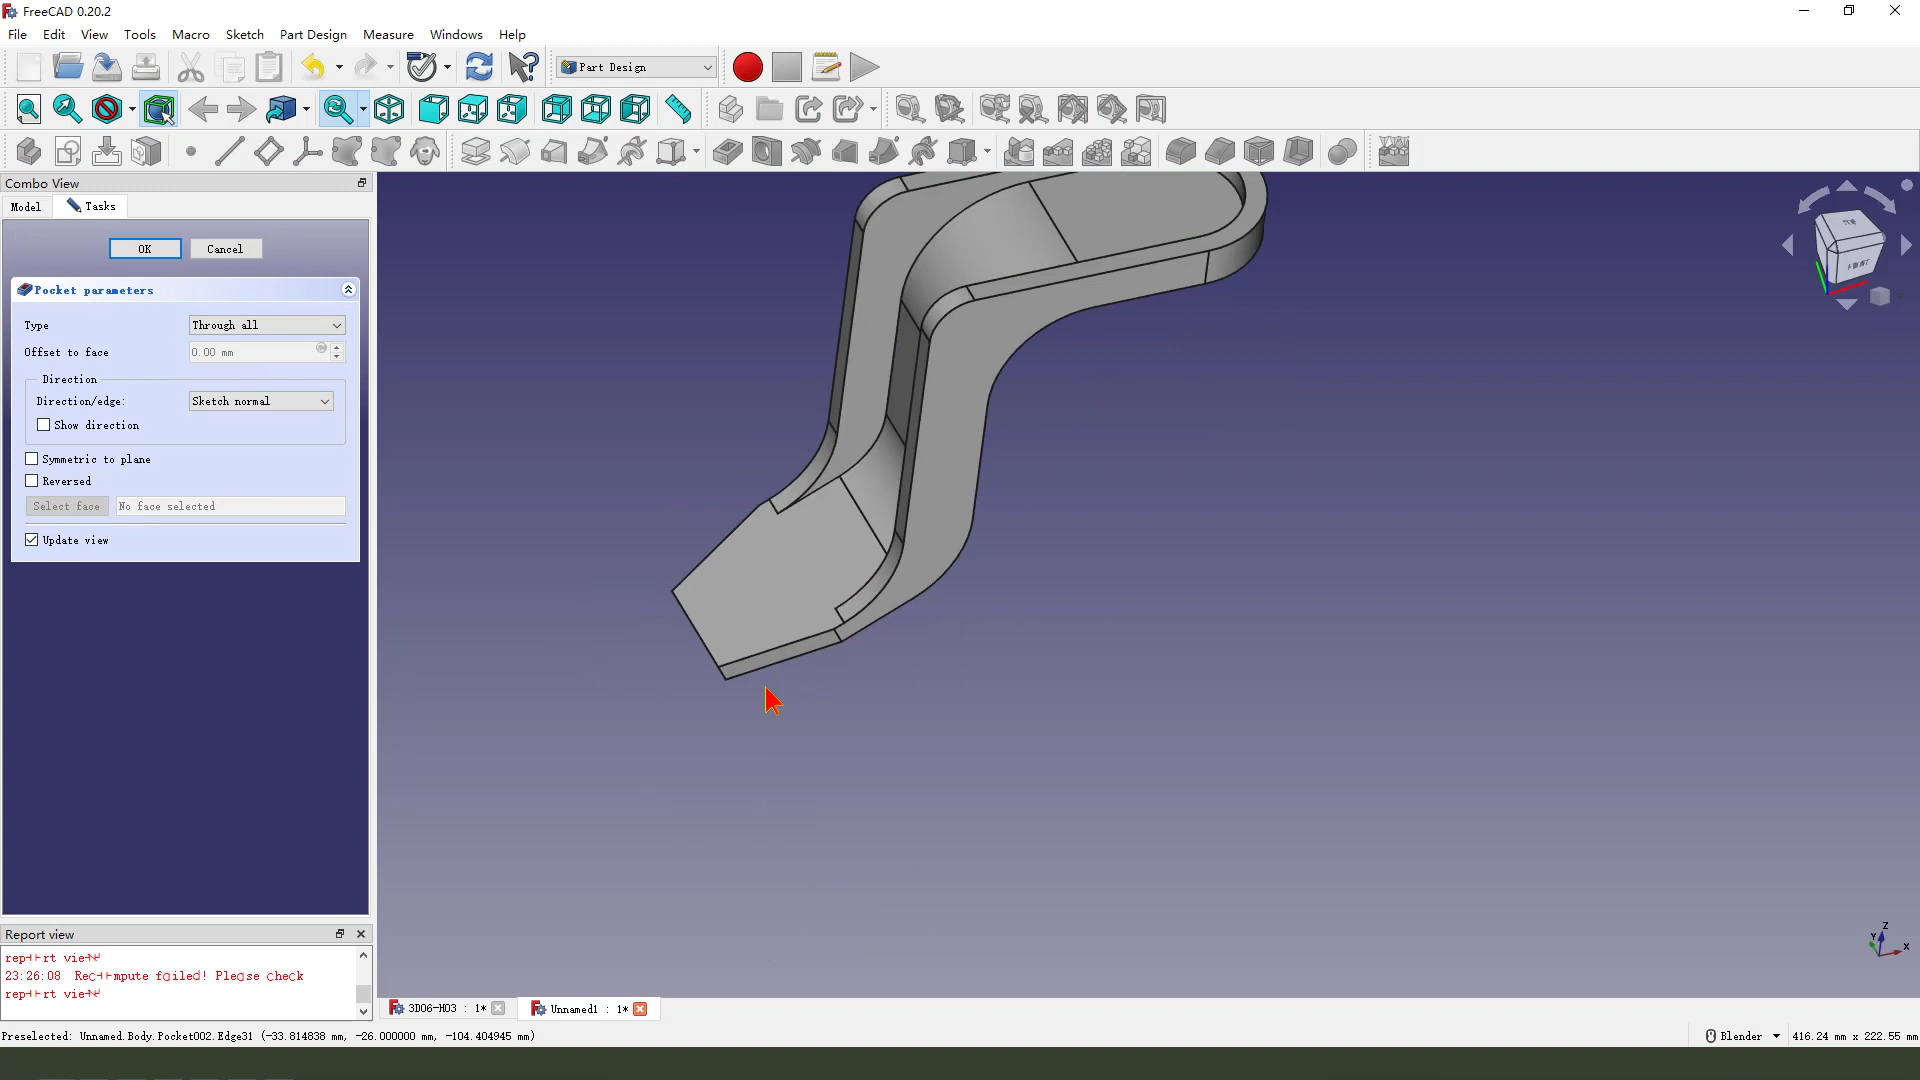 FreeCAD 0.20.2
File Edit View Tools Macro Sketch Part Design Measure Windows Help
Part Design
Combo View
Model Tasks
OK Cancel
Pocket parameters
Type Through all
Offset to face 0.00 mm
Direction
Direction/edge: Sketch normal
Show direction
Symmetric to plane
Reversed
Select face No face selected
Update view
Report view
23:26:08
3D06-H03 : 1* Unnamed1 : 1*
Preselected: Unnamed.Body.Pocket002.Edge31 (-33.814838 mm, -26.000000 mm, -104.404945 mm) Blender 416.24 mm x 222.55 mm
Z
Y
X